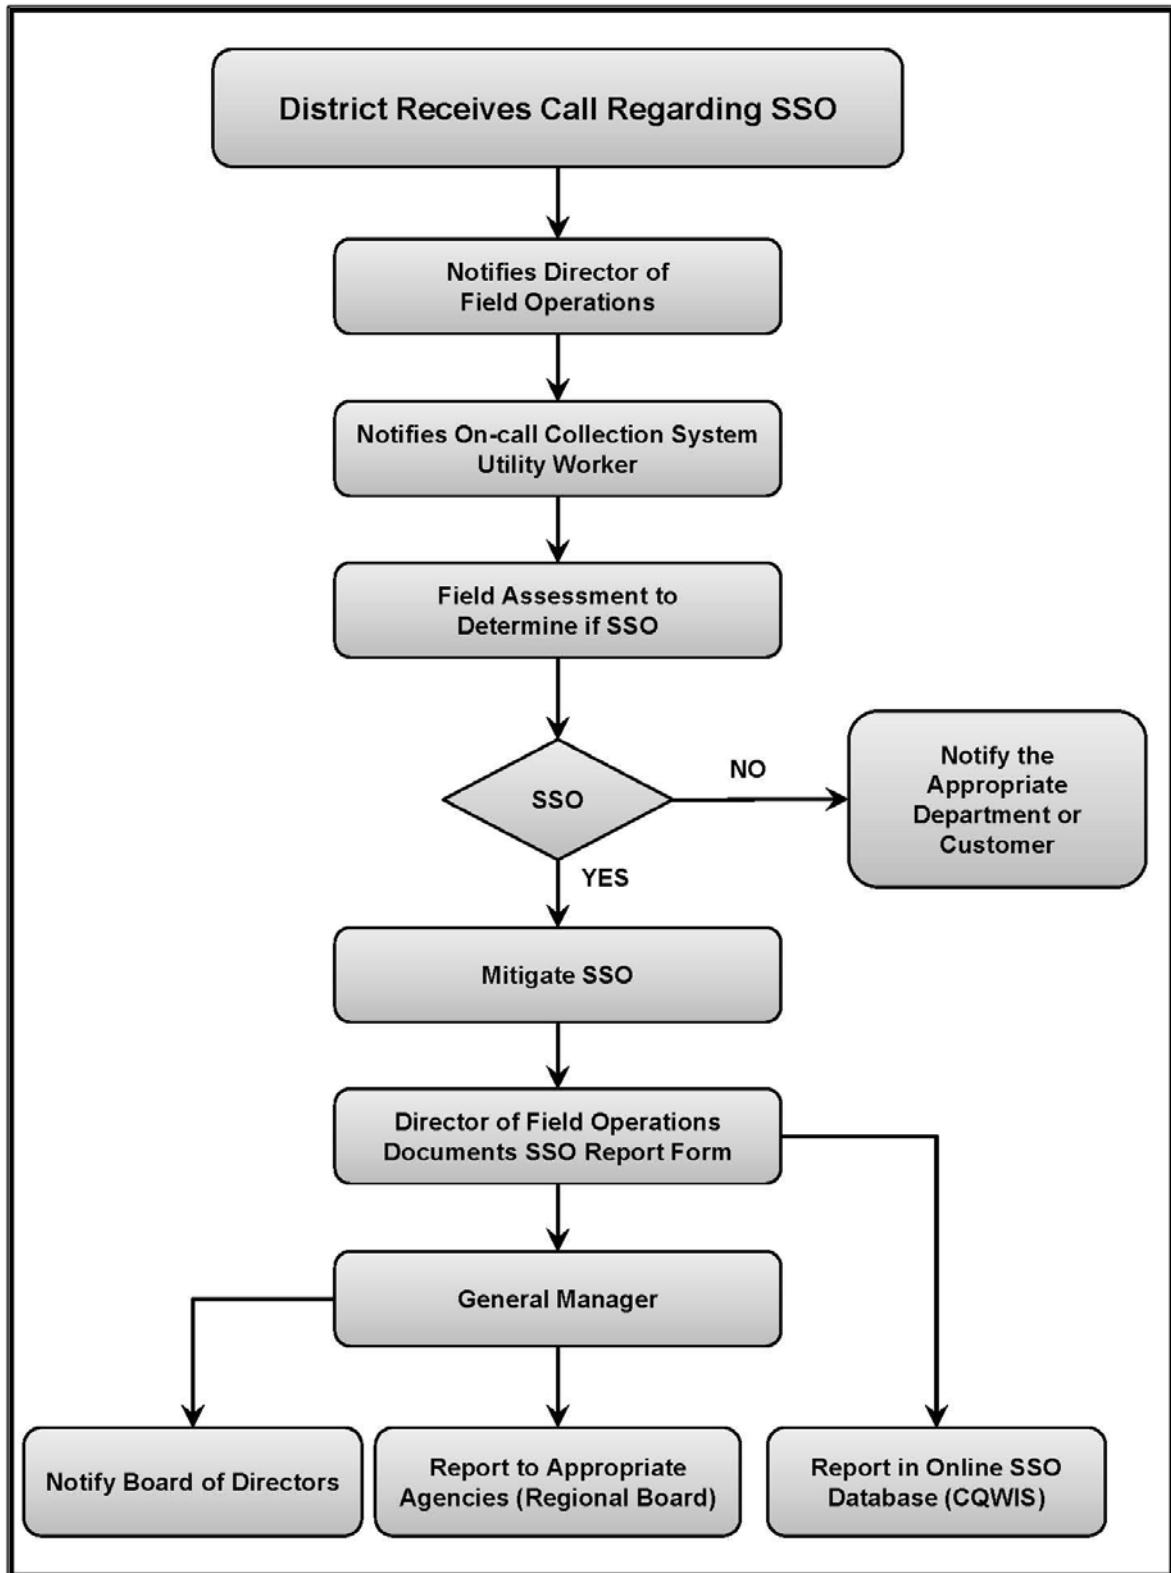 District Receives Call Regarding SSO
Notifies Director of
Field Operations
Notifies On-call Collection System
Utility Worker
Field Assessment to
Determine if SSO
SSO
NO
Notify the
Appropriate
Department or
Customer
YES
Mitigate SSO
Director of Field Operations
Documents SSO Report Form
General Manager
Notify Board of Directors
Report to Appropriate
Agencies (Regional Board)
Report in Online SSO
Database (CQWIS)